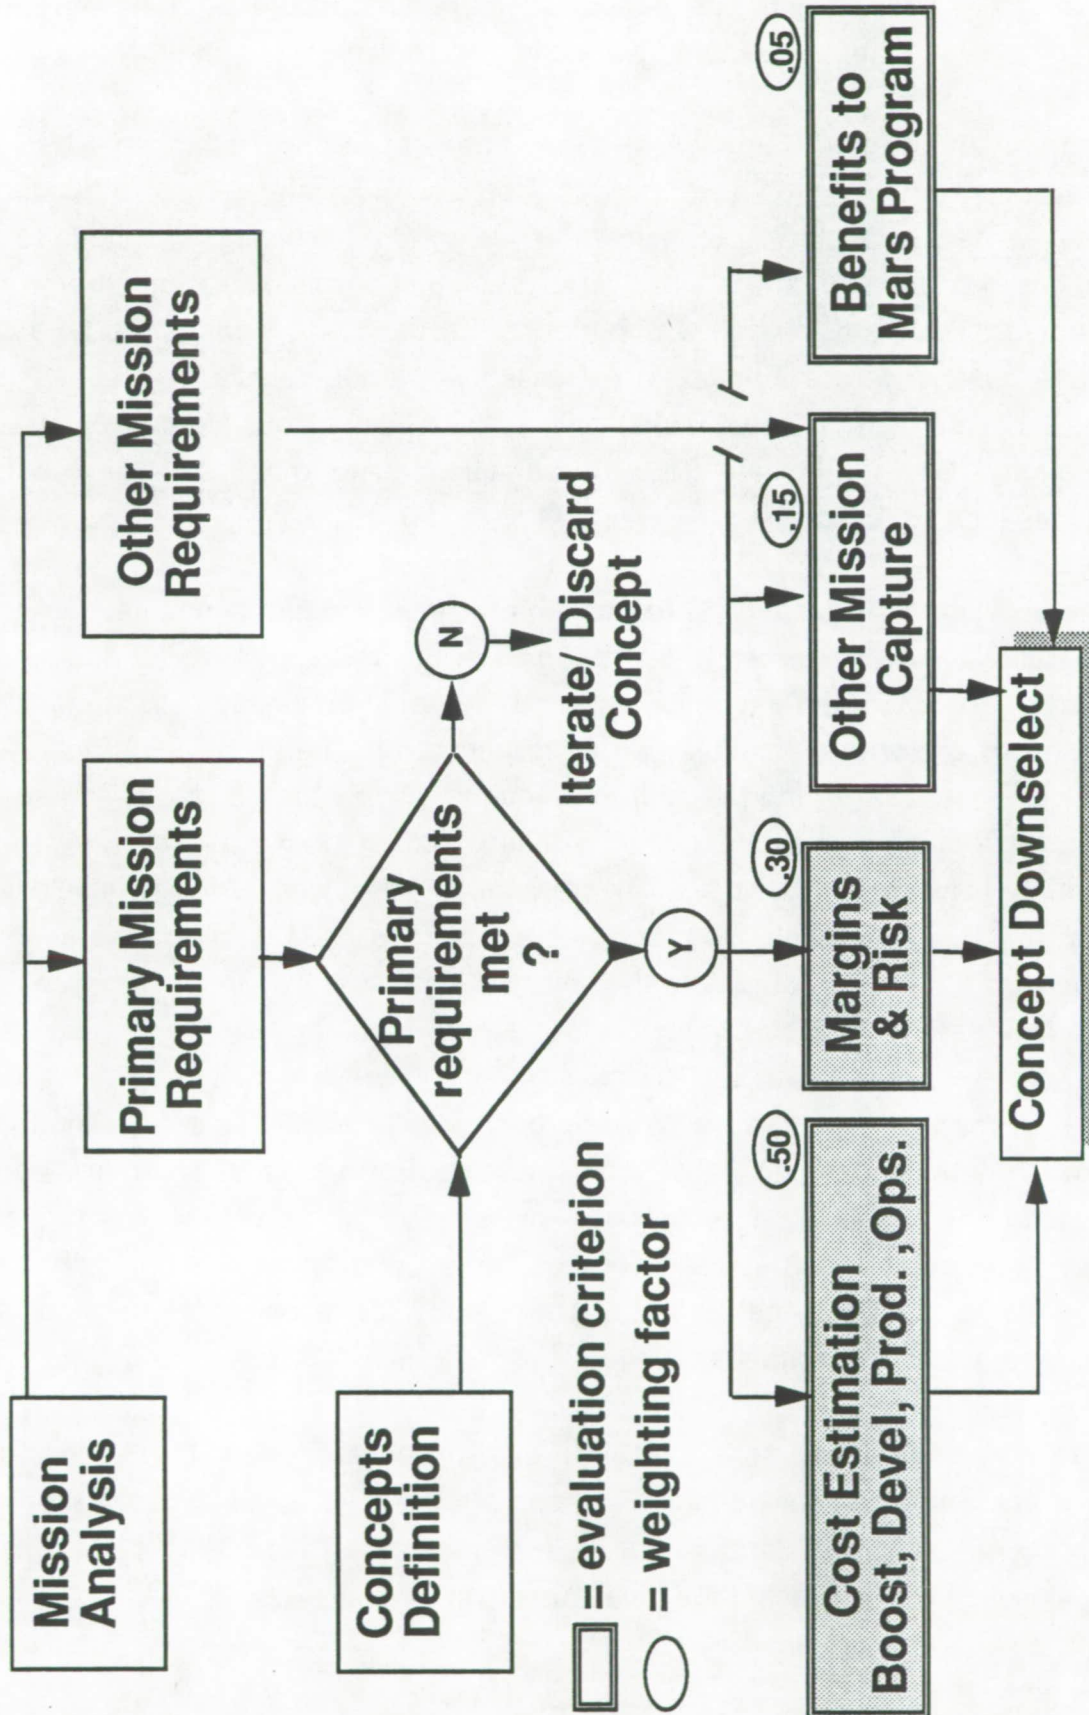 Mission
Analysis
Primary Mission
Requirements
Other Mission
Requirements
Concepts
Definition
Primary
requirements
met
?
N
Iterate/ Discard
Concept
Y
= evaluation criterion
= weighting factor
.50
Cost Estimation
Boost, Devel, Prod. ,Ops.
.30
Margins
& Risk
.15
Other Mission
Capture
.05
Benefits to
Mars Program
Concept Downselect